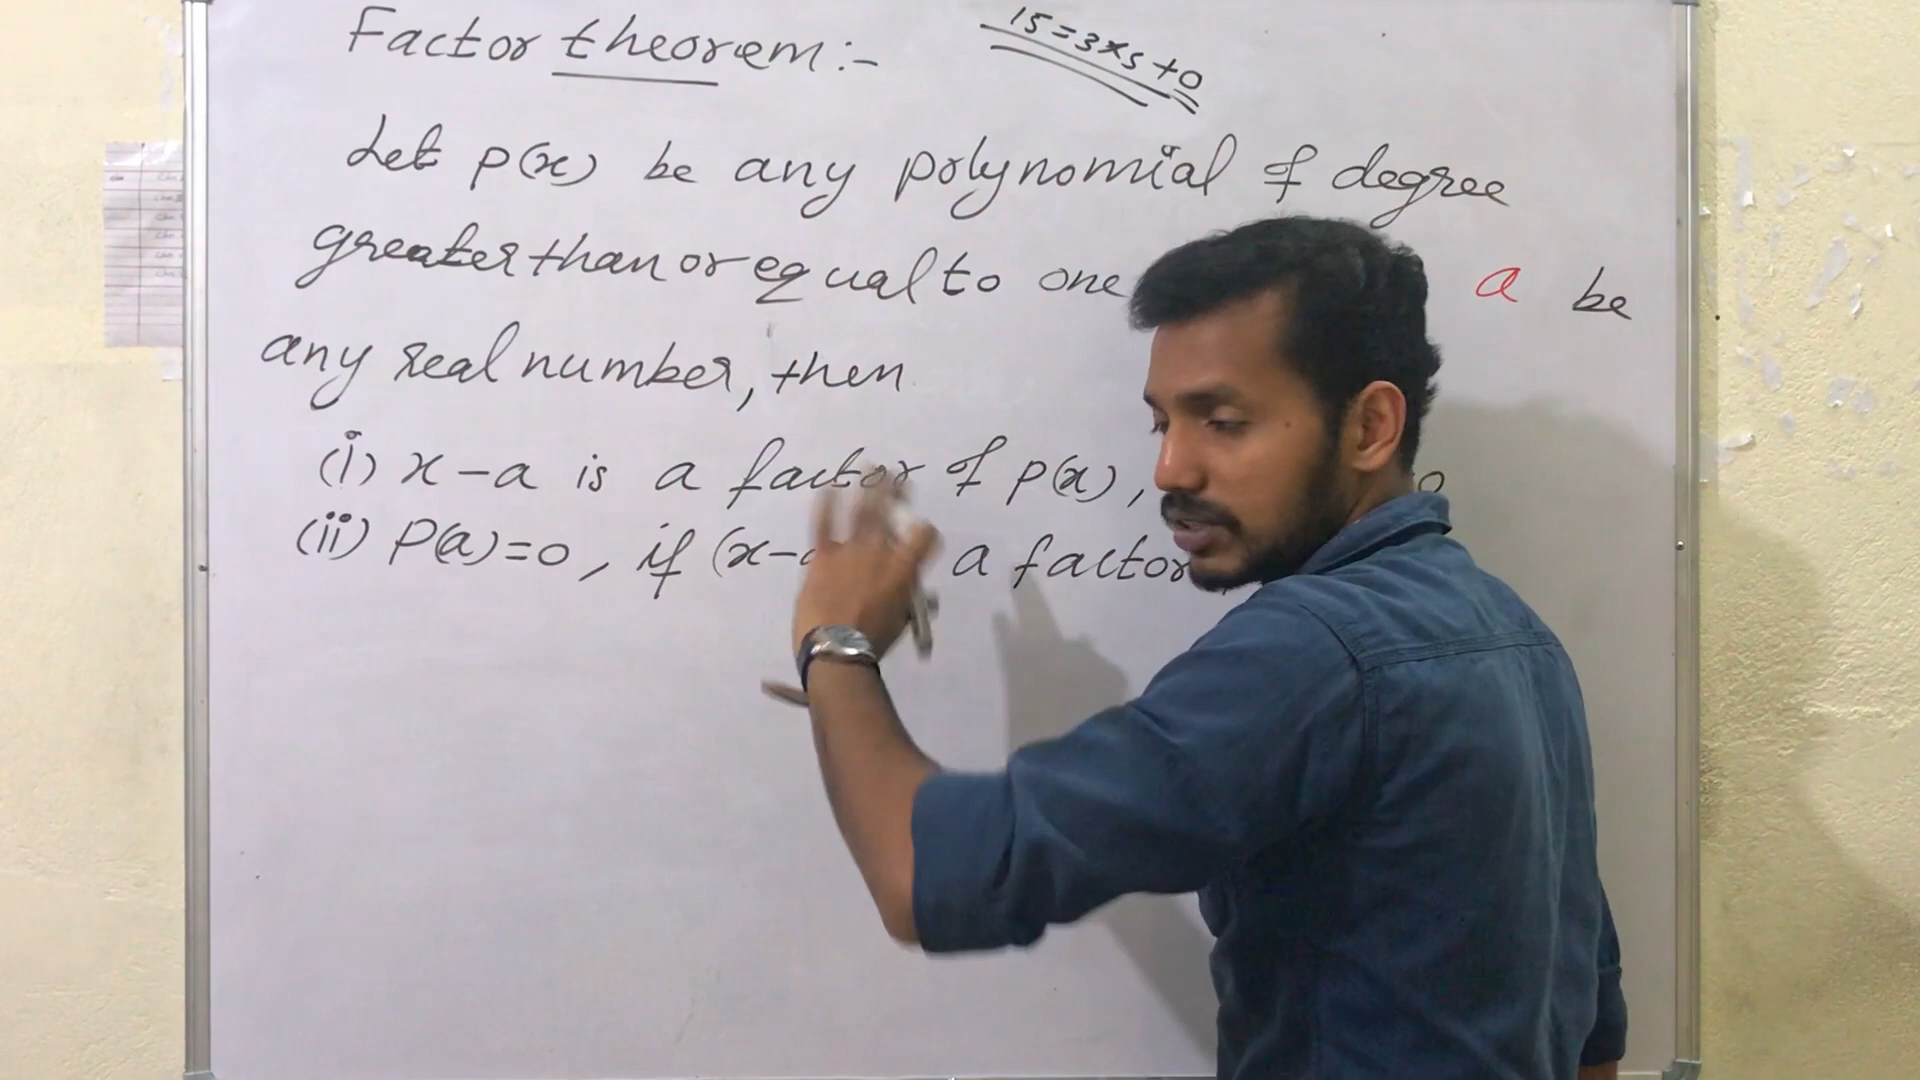 Factor theorem:-
15=3×5+0
Let p(x) be any polynomial of degree
greater than or equal to one a be
any real number, then
(i) x-a is a factor of p(x), 0
(ii) P(a)=0, if (x-a a factor